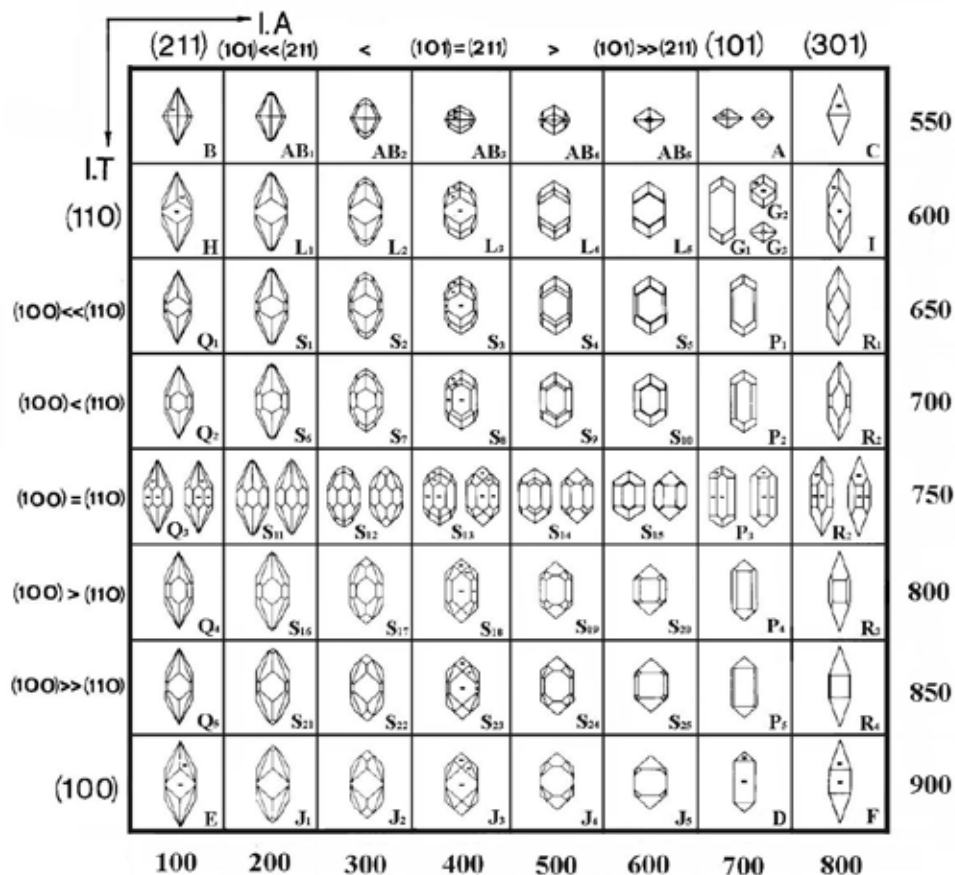 I.A
(211) (101)<<(211) < (101)=(211) > (101)>>(211) (101) (301)
I.T
B AB₁ AB₂ AB₃ AB₄ AB₅ A C 550
(110) H L₁ L₂ L₃ L₄ L₅ G₁ G₂ G₃ I 600
(100)<<(110) Q₁ S₁ S₂ S₃ S₄ S₅ P₁ R₁ 650
(100)<(110) Q₂ S₆ S₇ S₈ S₉ S₁₀ P₂ R₂ 700
(100)=(110) Q₃ S₁₁ S₁₂ S₁₃ S₁₄ S₁₅ P₃ R₂ 750
(100)>(110) Q₄ S₁₆ S₁₇ S₁₈ S₁₉ S₂₀ P₄ R₃ 800
(100)>>(110) Q₅ S₂₁ S₂₂ S₂₃ S₂₄ S₂₅ P₅ R₄ 850
(100) E J₁ J₂ J₃ J₄ J₅ D F 900
100 200 300 400 500 600 700 800